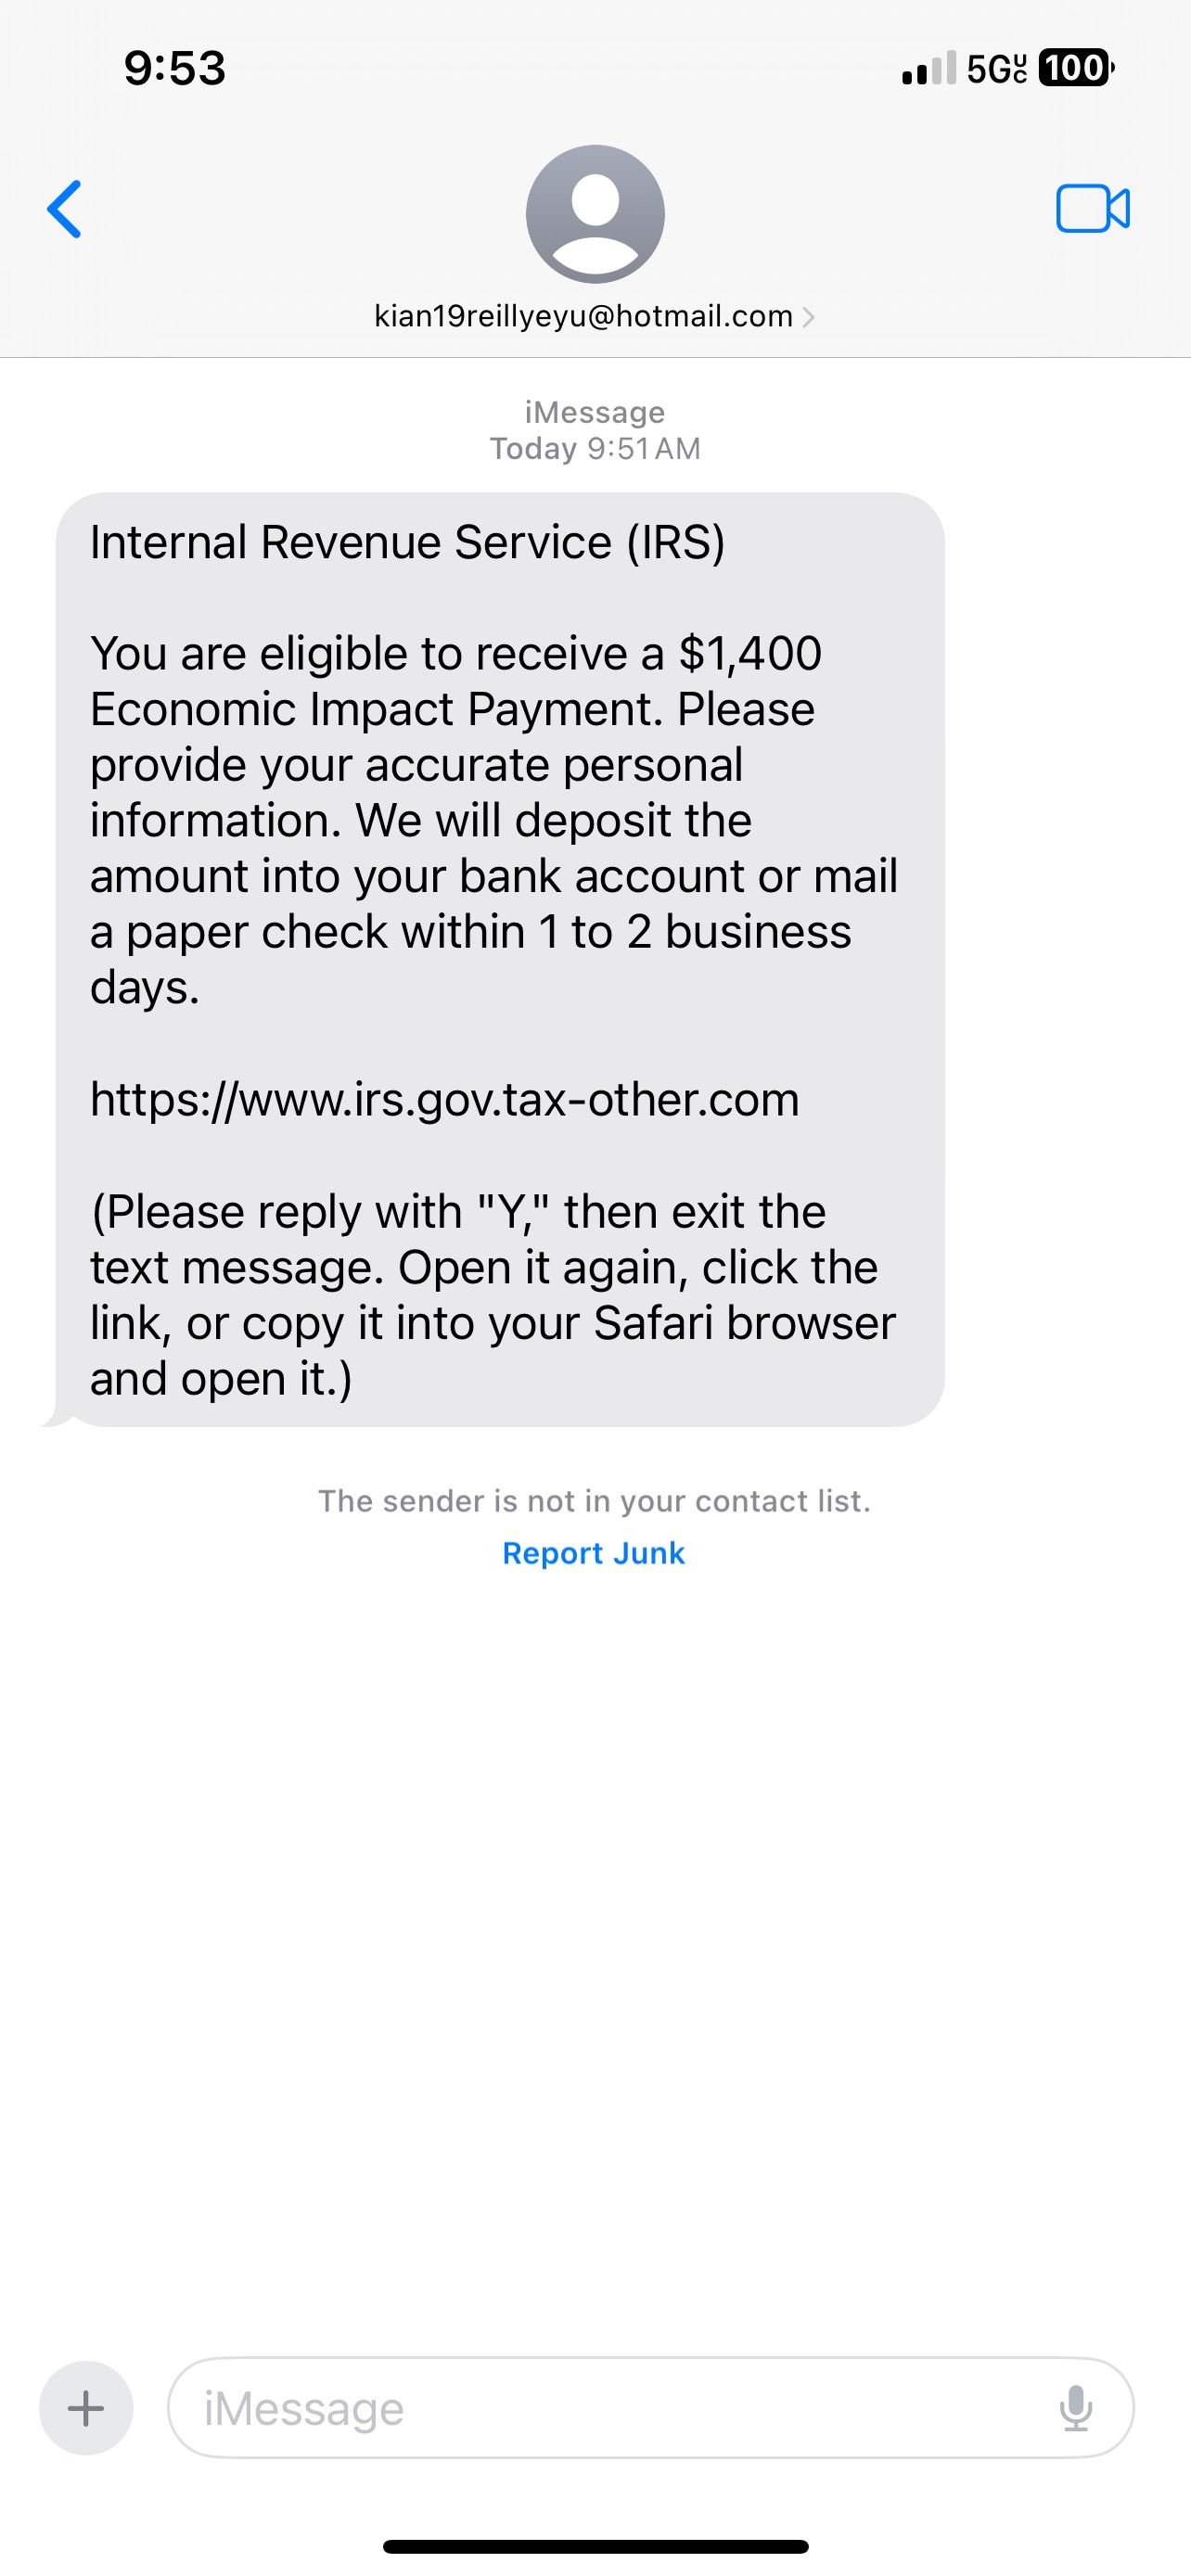 9:53
5G UC 100
kian19reillyeyu@hotmail.com
iMessage
Today 9:51 AM
Internal Revenue Service (IRS)
You are eligible to receive a $1,400
Economic Impact Payment. Please
provide your accurate personal
information. We will deposit the
amount into your bank account or mail
a paper check within 1 to 2 business
days.
https://www.irs.gov.tax-other.com
(Please reply with "Y," then exit the
text message. Open it again, click the
link, or copy it into your Safari browser
and open it.)
The sender is not in your contact list.
Report Junk
iMessage